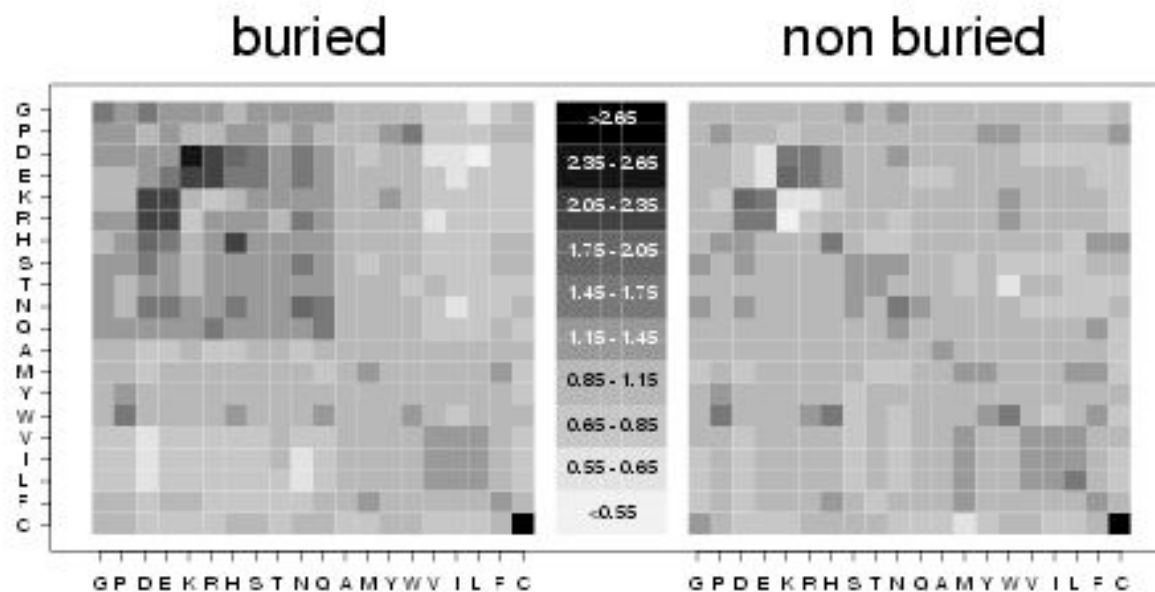 buried non buried
G
P
D
E
K
R
H
S
T
N
Q
A
M
Y
W
V
I
L
F
C
>2.65
2.35 - 2.65
2.05 - 2.35
1.75 - 2.05
1.45 - 1.75
1.15 - 1.45
0.85 - 1.15
0.65 - 0.85
0.55 - 0.65
<0.55
G P D E K R H S T N Q A M Y W V I L F C G P D E K R H S T N Q A M Y W V I L F C